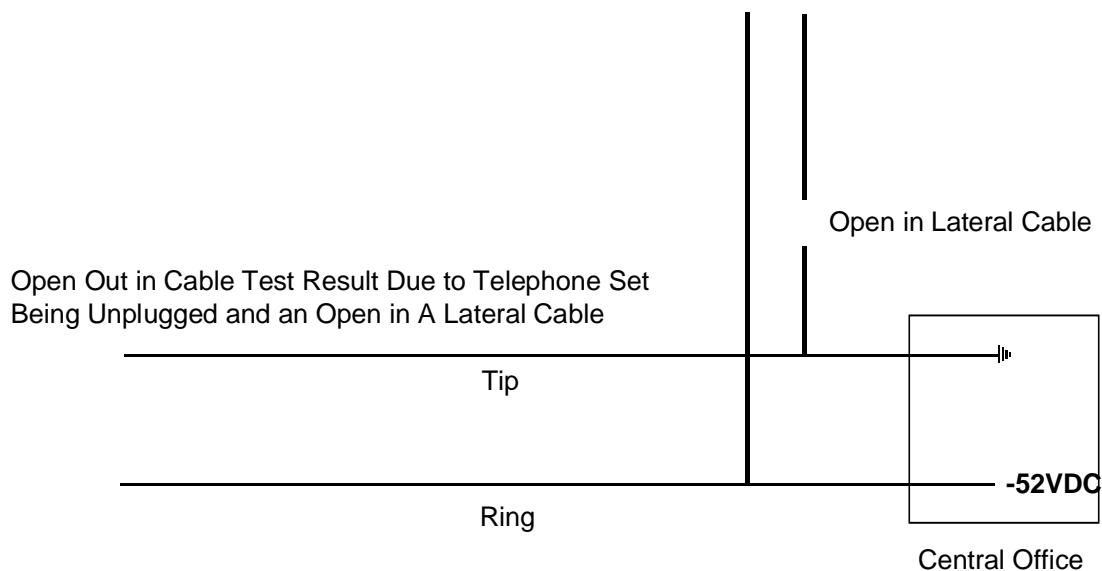 Open in Lateral Cable
Open Out in Cable Test Result Due to Telephone Set
Being Unplugged and an Open in A Lateral Cable
Tip
-52VDC
Ring
Central Office